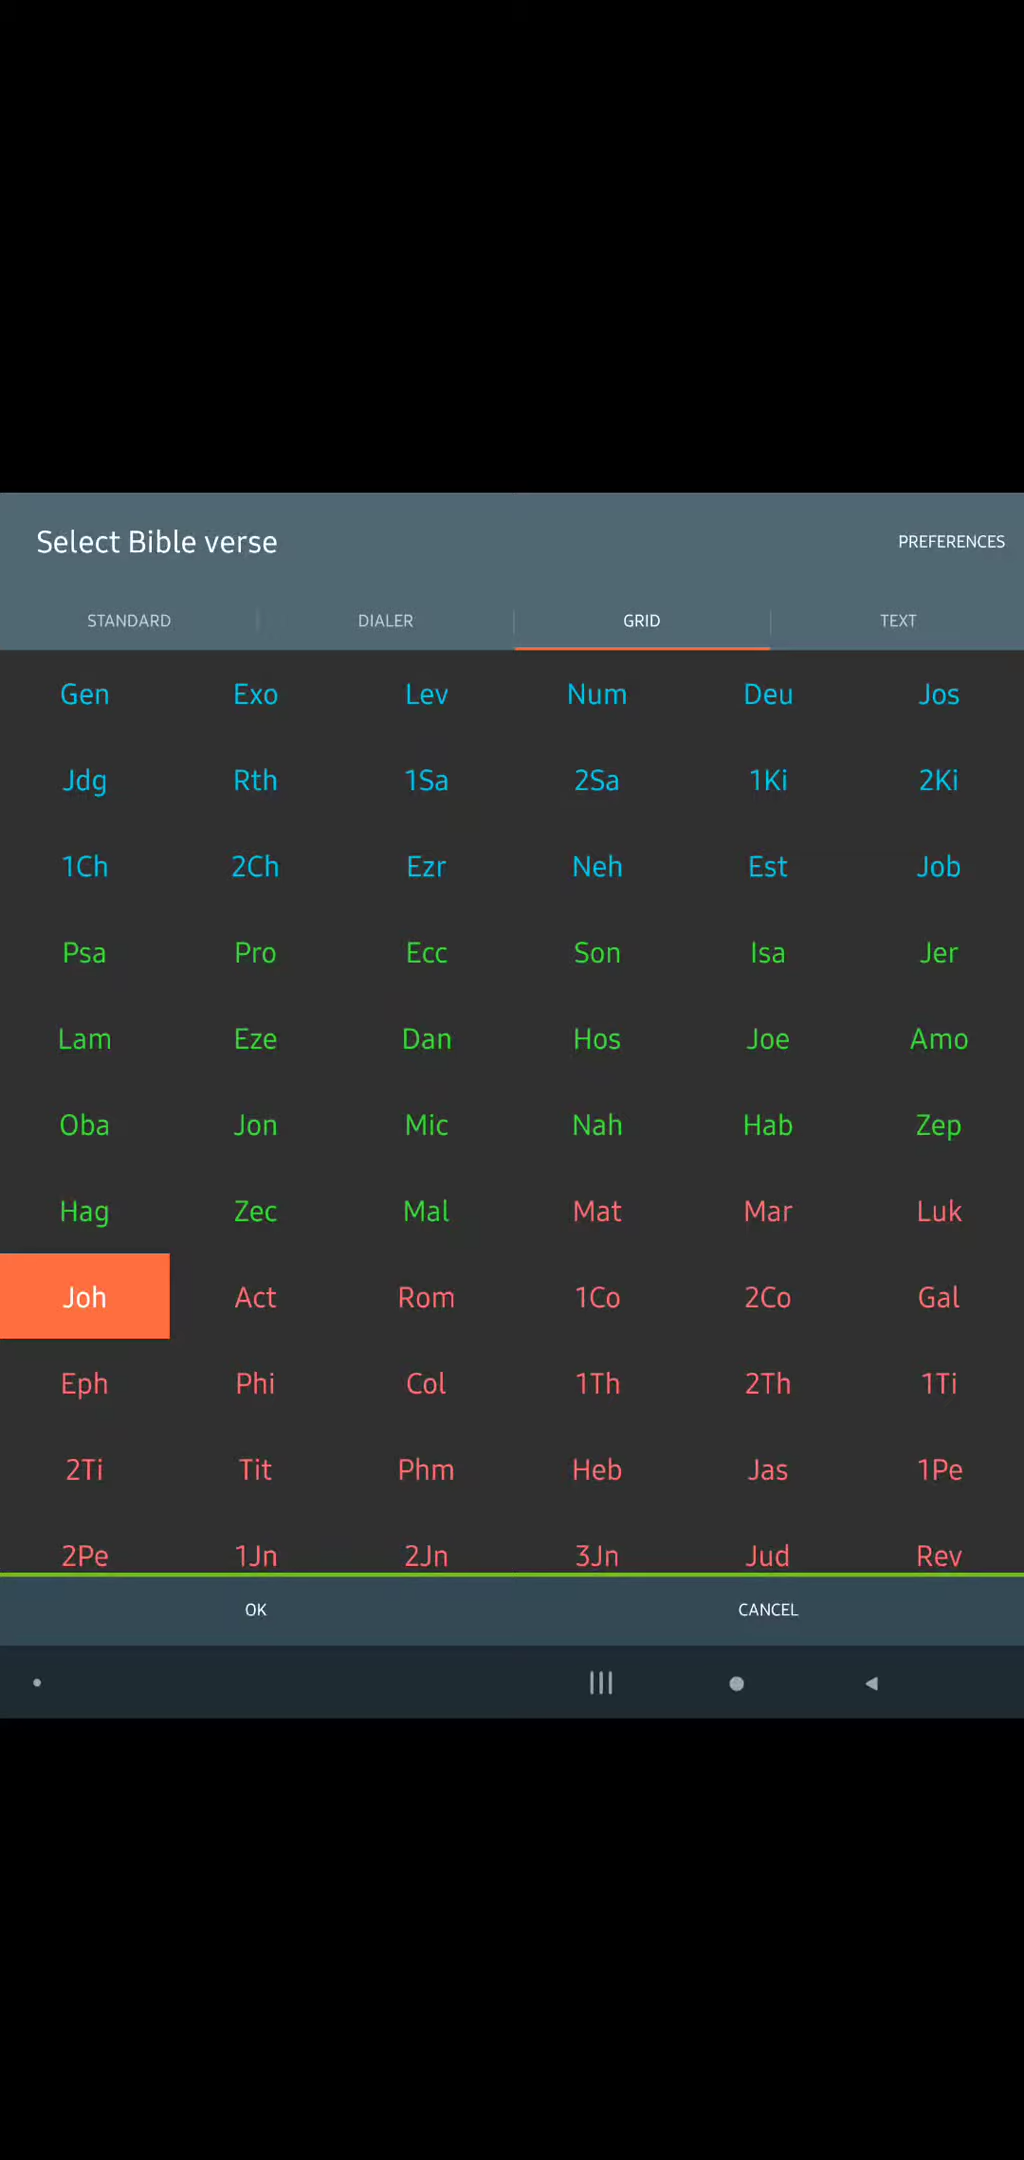 Select Bible verse PREFERENCES
STANDARD DIALER GRID TEXT
Gen Exo Lev Num Deu Jos
Jdg Rth 1Sa 2Sa 1Ki 2Ki
1Ch 2Ch Ezr Neh Est Job
Psa Pro Ecc Son Isa Jer
Lam Eze Dan Hos Joe Amo
Oba Jon Mic Nah Hab Zep
Hag Zec Mal Mat Mar Luk
Joh Act Rom 1Co 2Co Gal
Eph Phi Col 1Th 2Th 1Ti
2Ti Tit Phm Heb Jas 1Pe
2Pe 1Jn 2Jn 3Jn Jud Rev
OK CANCEL